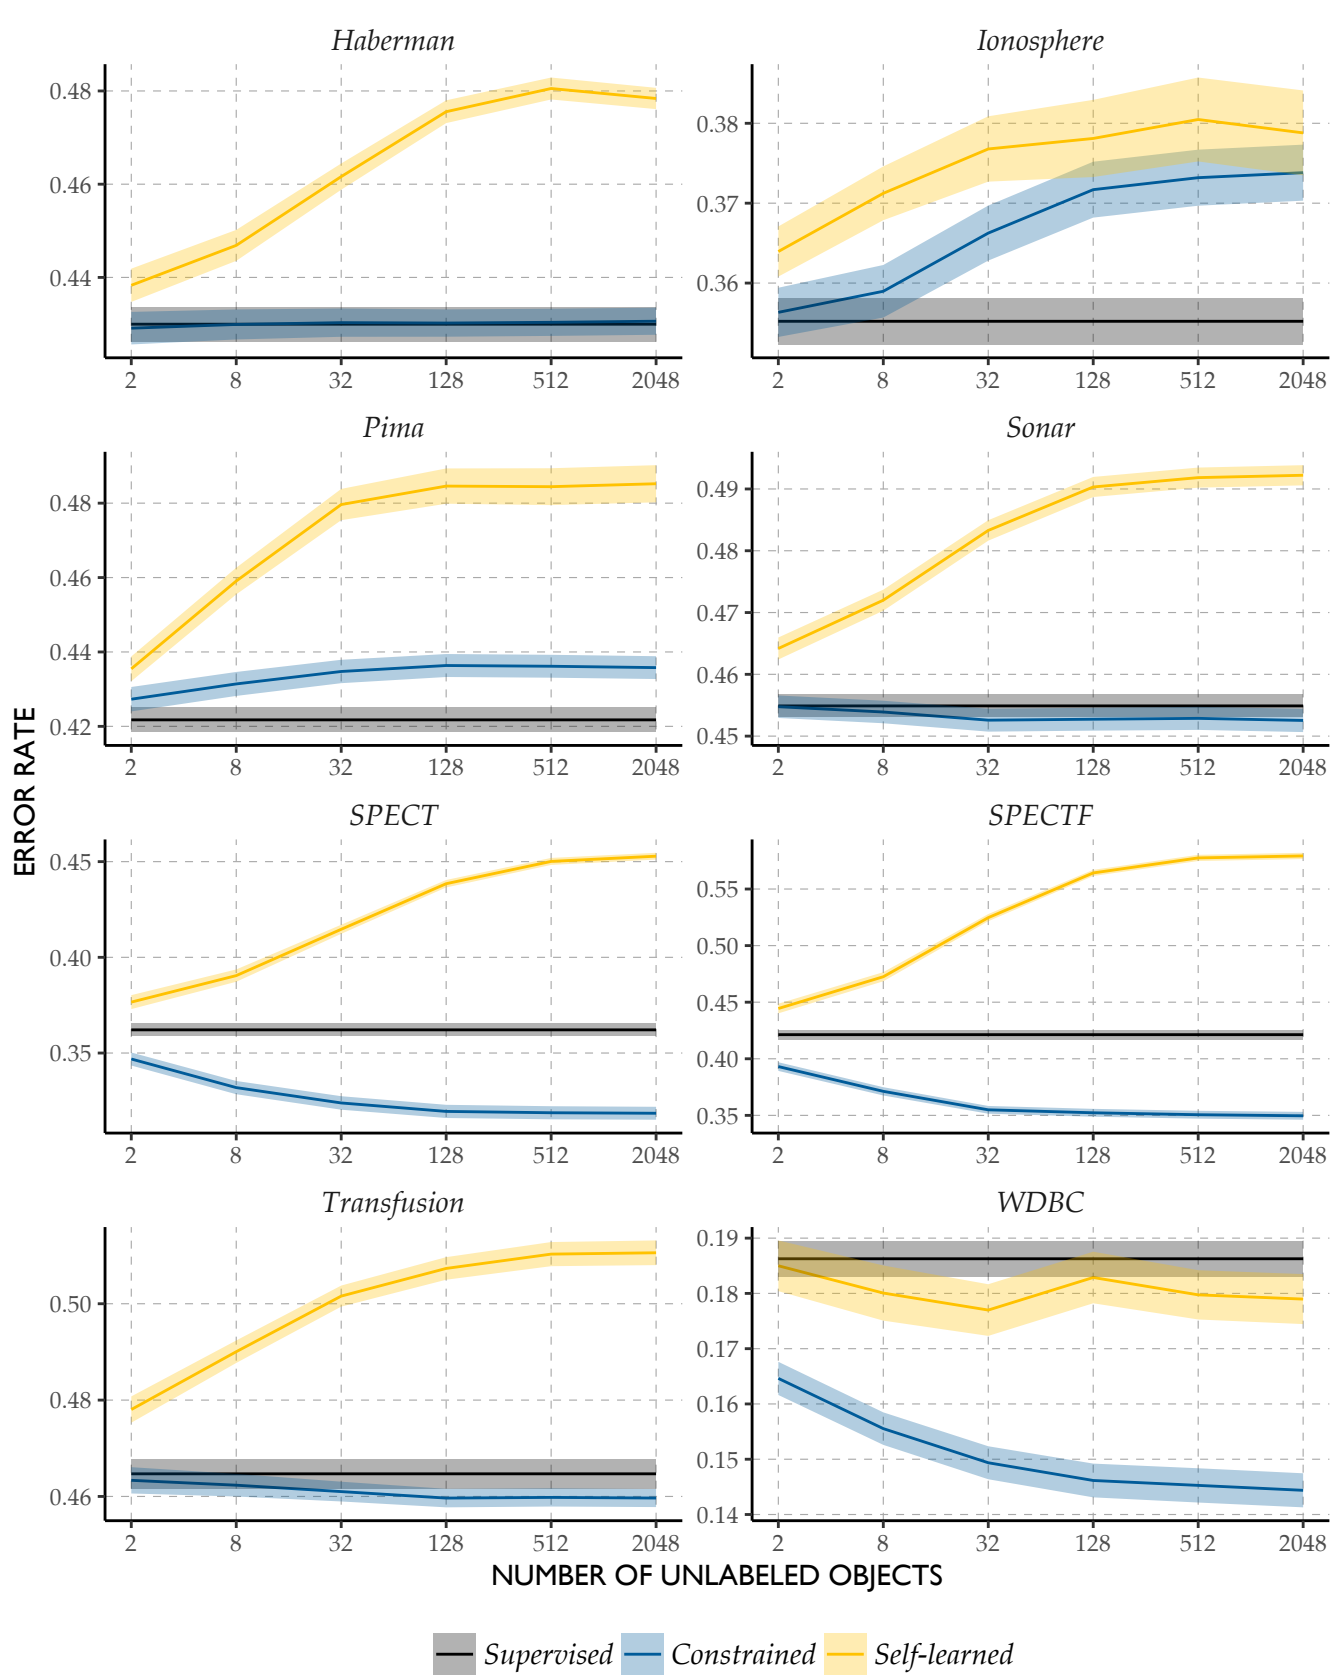 Haberman
Ionosphere
0.48
0.46
0.44
2 8 32 128 512 2048
0.38
0.37
0.36
2 8 32 128 512 2048
Pima
Sonar
0.48
0.46
0.44
0.42
2 8 32 128 512 2048
0.49
0.48
0.47
0.46
0.45
2 8 32 128 512 2048
ERROR RATE
SPECT
SPECTF
0.45
0.40
0.35
2 8 32 128 512 2048
0.55
0.50
0.45
0.40
0.35
2 8 32 128 512 2048
Transfusion
WDBC
0.50
0.48
0.46
2 8 32 128 512 2048
0.19
0.18
0.17
0.16
0.15
0.14
2 8 32 128 512 2048
NUMBER OF UNLABELED OBJECTS
Supervised Constrained Self-learned